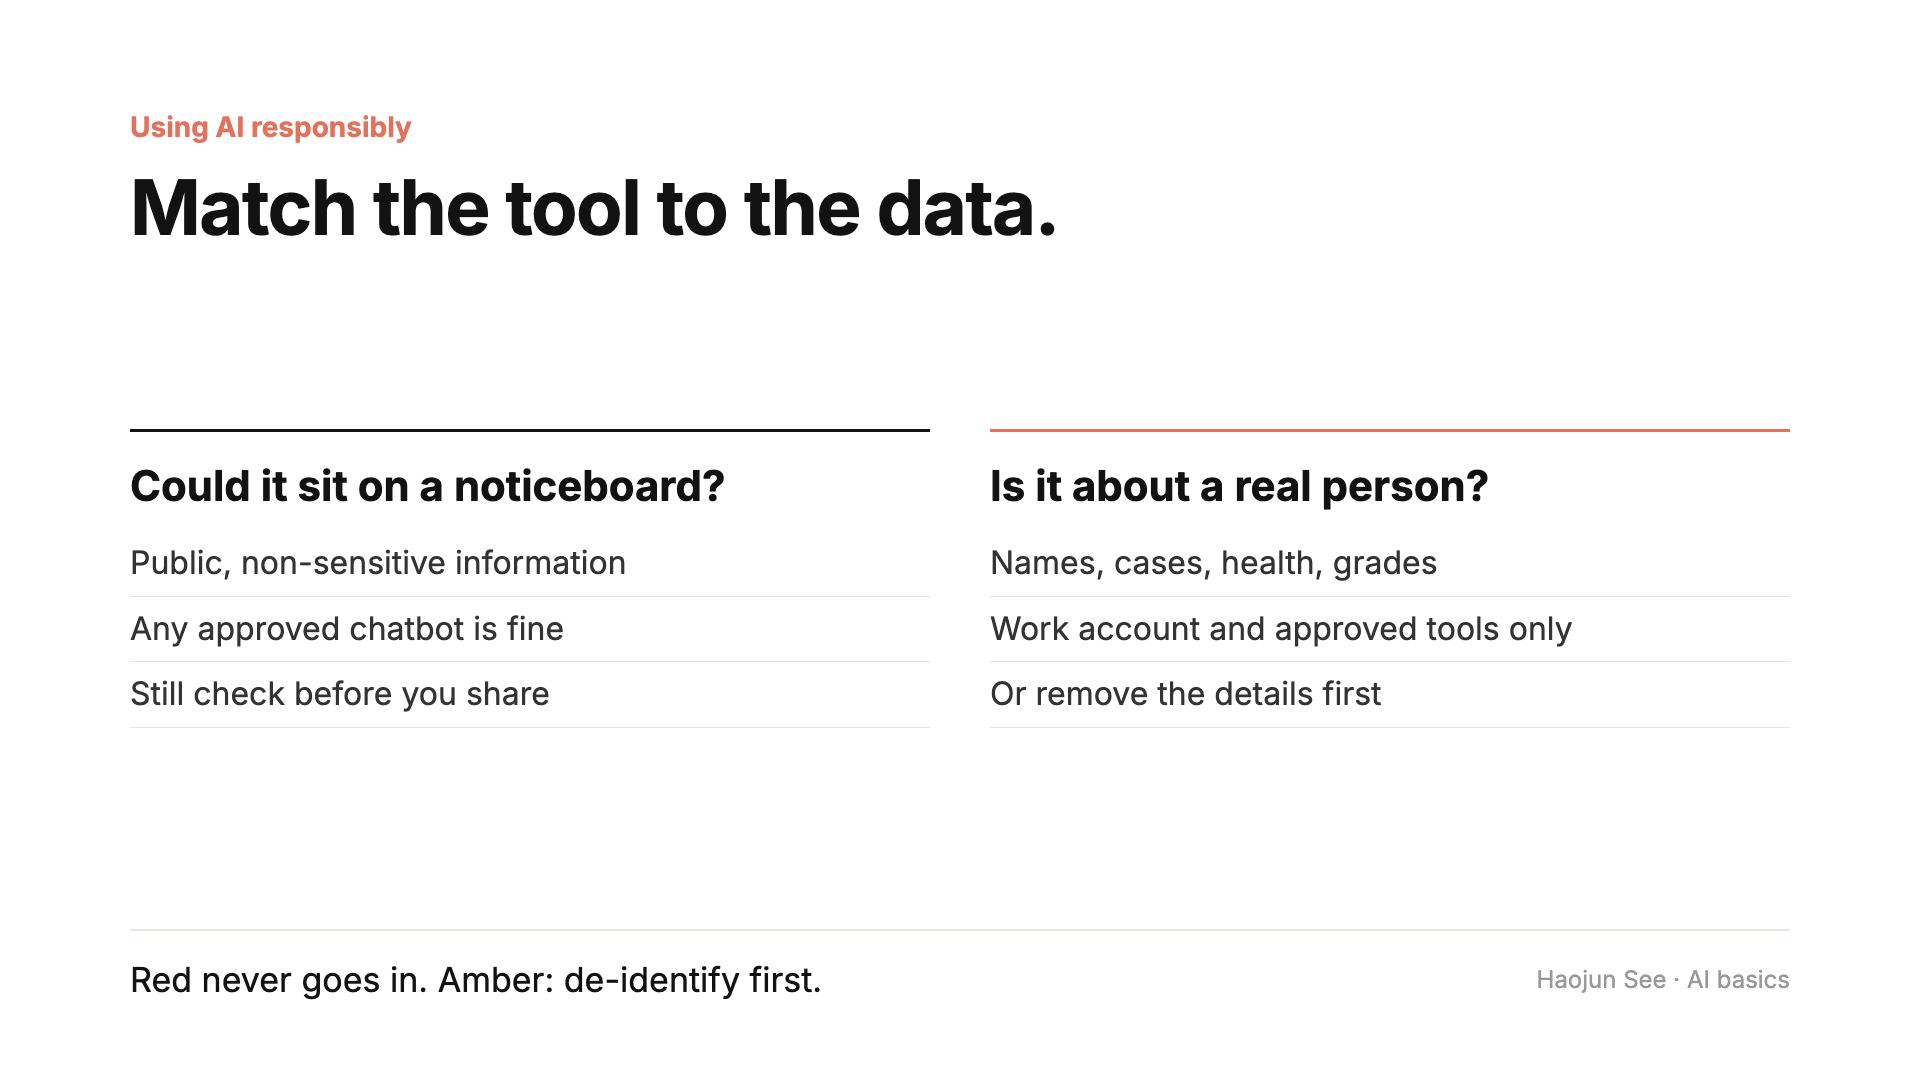 Using AI responsibly
Match the tool to the data.
Could it sit on a noticeboard?
Public, non-sensitive information
Any approved chatbot is fine
Still check before you share
Is it about a real person?
Names, cases, health, grades
Work account and approved tools only
Or remove the details first
Red never goes in. Amber: de-identify first.
Haojun See · AI basics